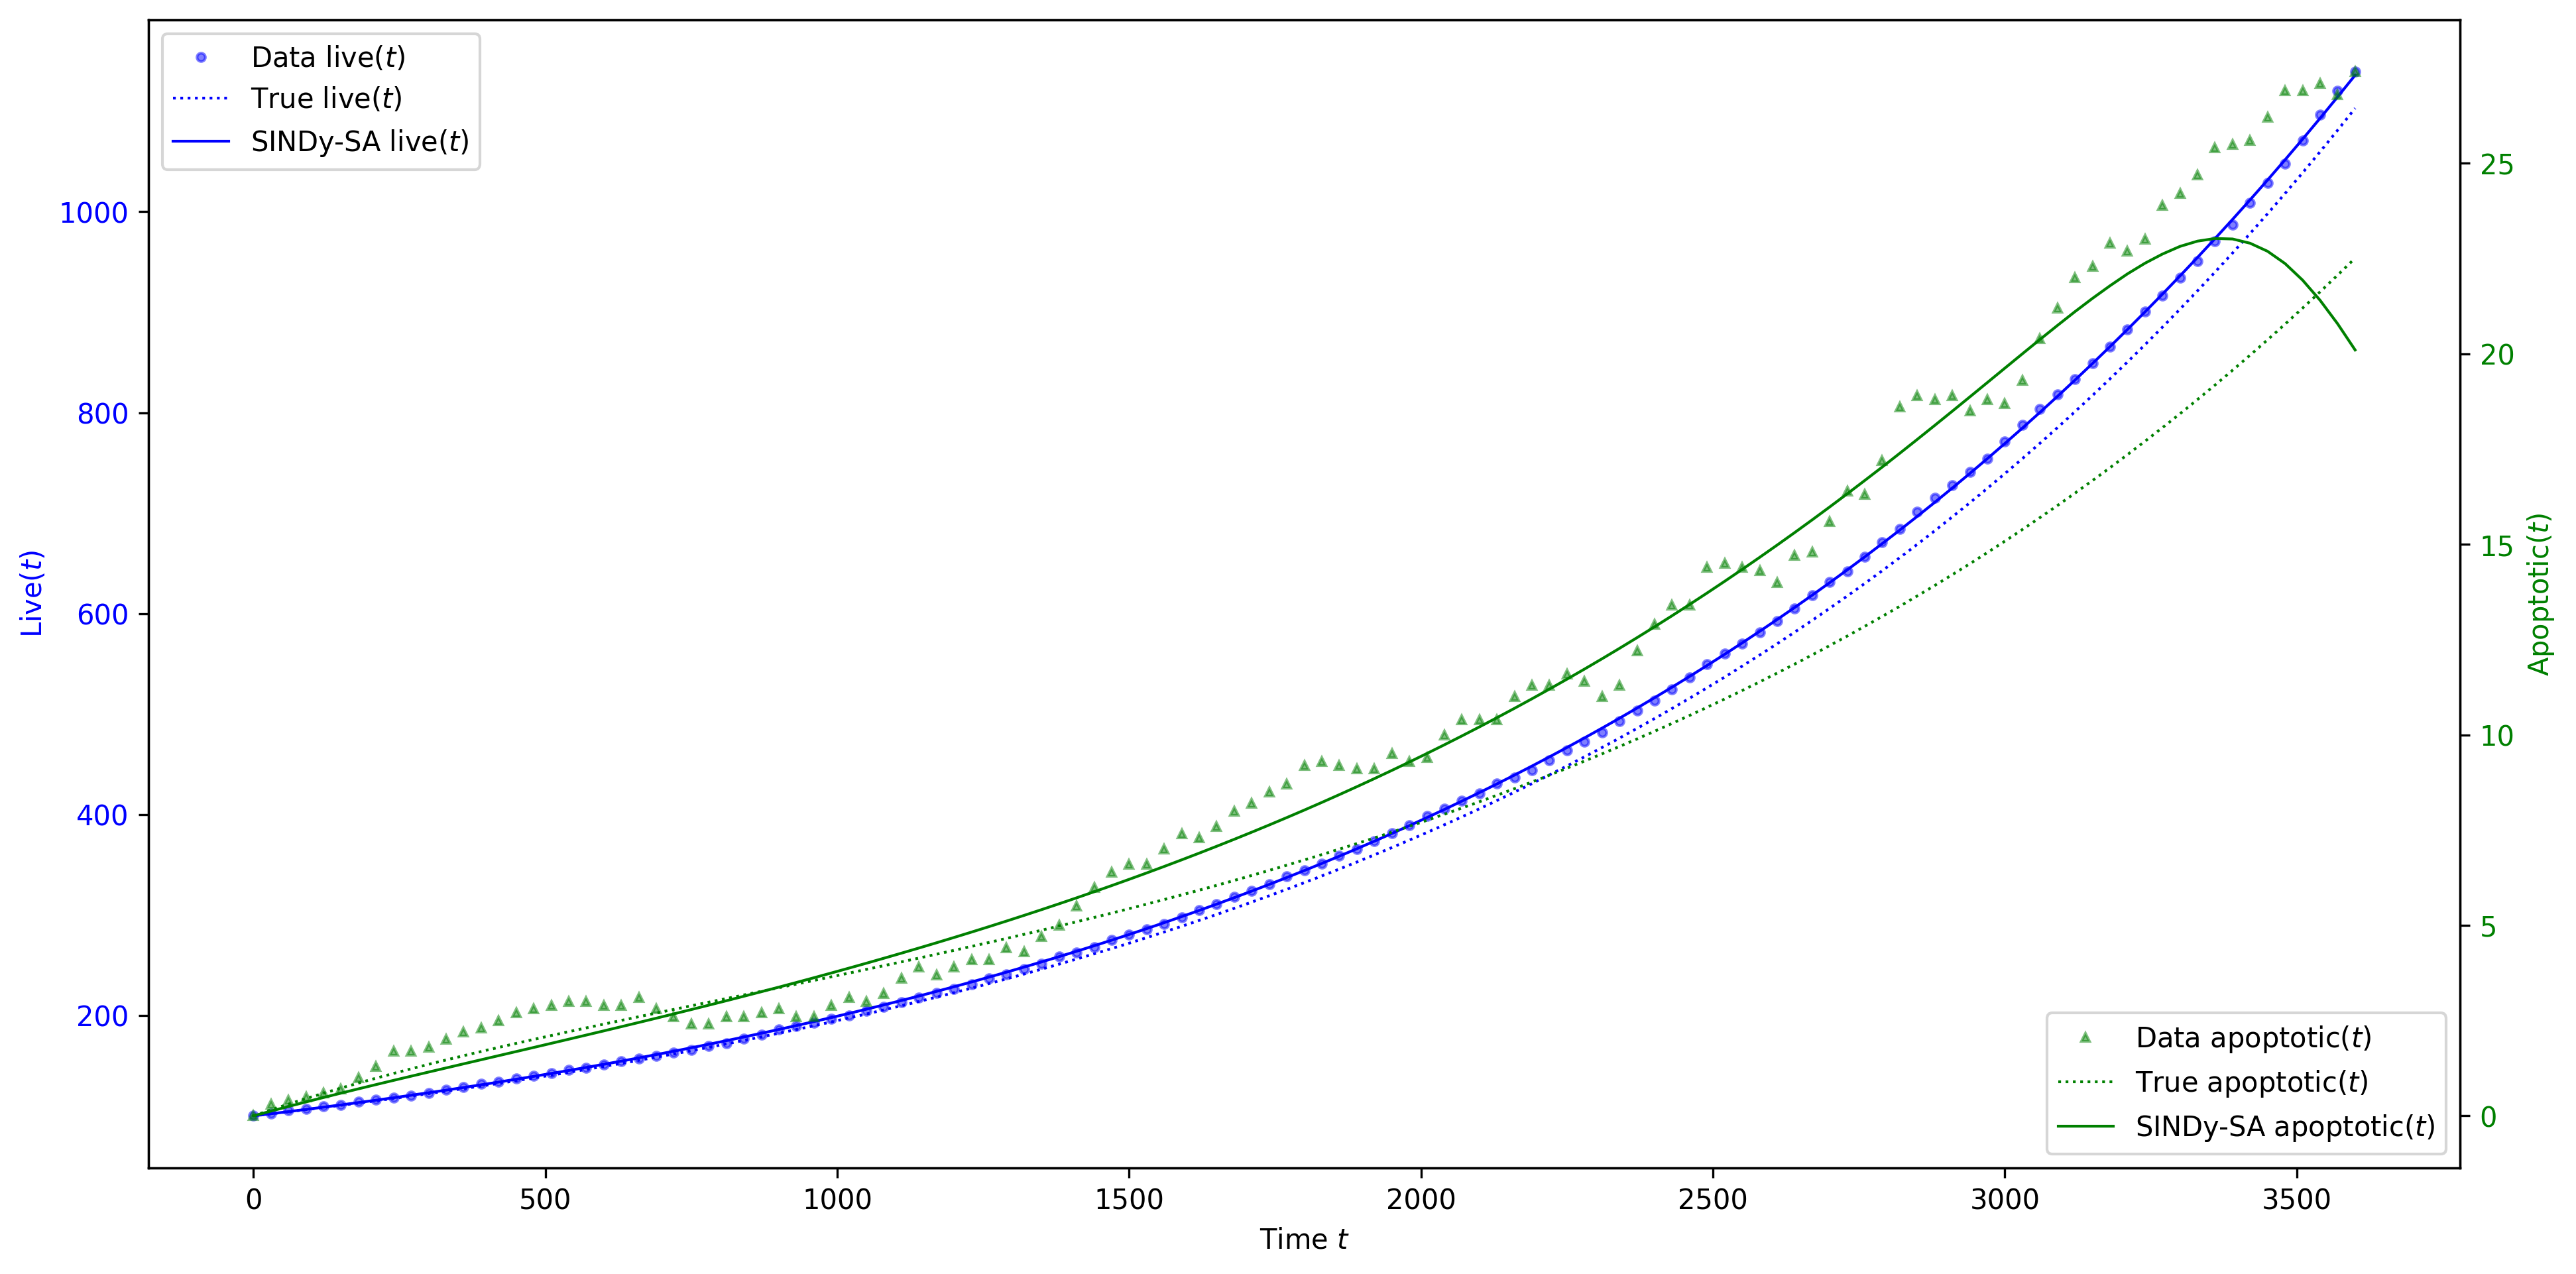 Data live(t)
True live(t)
SINDy-SA live(t)
1000
800
600
400
200
Live(t)
25
20
15
10
5
0
Apoptotic(t)
Data apoptotic(t)
True apoptotic(t)
SINDy-SA apoptotic(t)
0 500 1000 1500 2000 2500 3000 3500
Time t